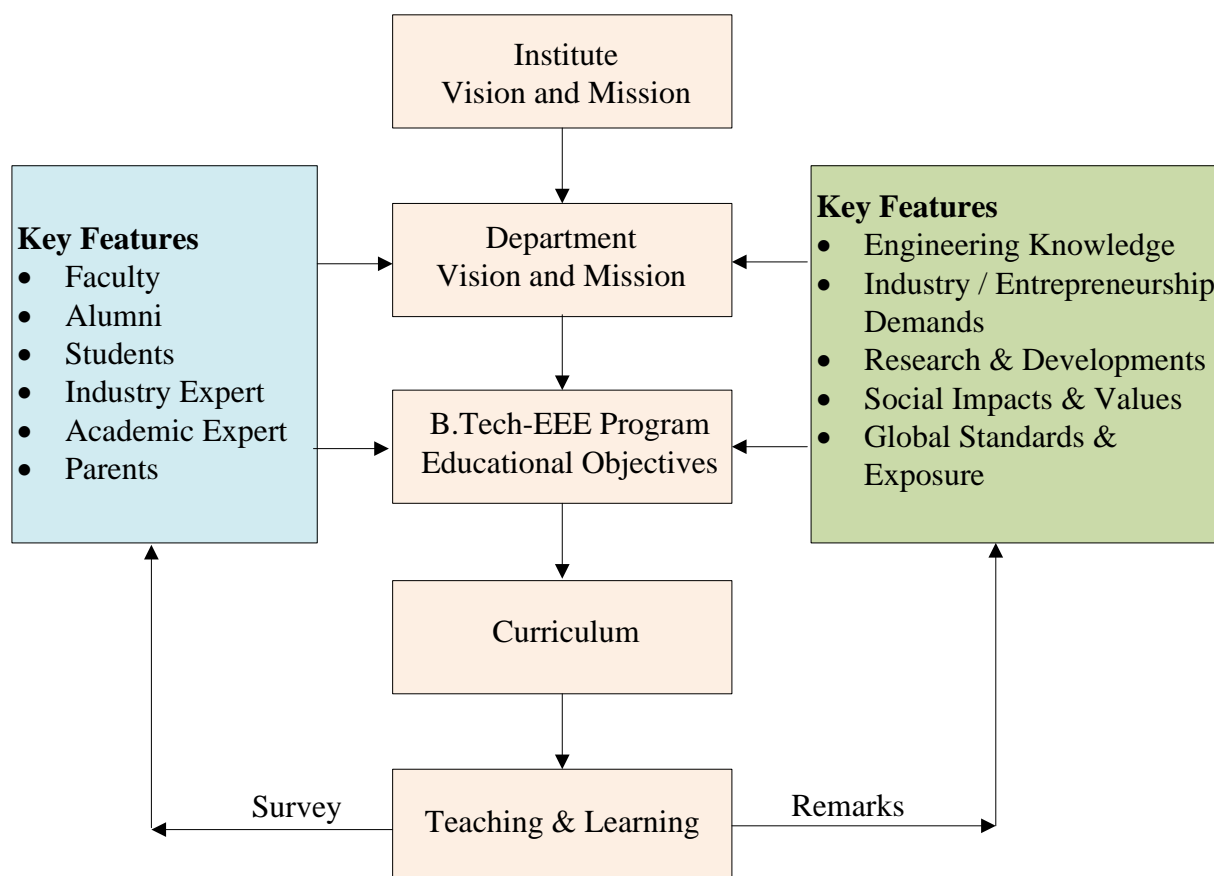 Institute
Vision and Mission
Key Features
• Faculty
• Alumni
• Students
• Industry Expert
• Academic Expert
• Parents
Department
Vision and Mission
Key Features
• Engineering Knowledge
• Industry / Entrepreneurship
Demands
• Research & Developments
• Social Impacts & Values
• Global Standards &
Exposure
B.Tech-EEE Program
Educational Objectives
Curriculum
Survey
Teaching & Learning
Remarks